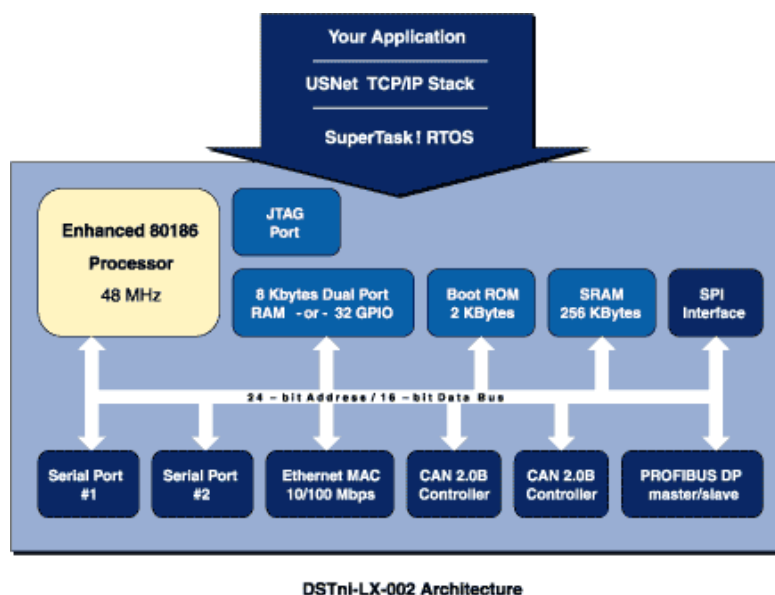 Your Application
USNet TCP/IP Stack
SuperTask! RTOS
Enhanced 80186
Processor
48 MHz
JTAG
Port
8 Kbytes Dual Port
RAM -or- 32 GPIO
Boot ROM
2 KBytes
SRAM
256 KBytes
SPI
Interface
24-bit Address / 16-bit Data Bus
Serial Port
#1
Serial Port
#2
Ethernet MAC
10/100 Mbps
CAN 2.0B
Controller
CAN 2.0B
Controller
PROFIBUS DP
master/slave
DSTni-LX-002 Architecture